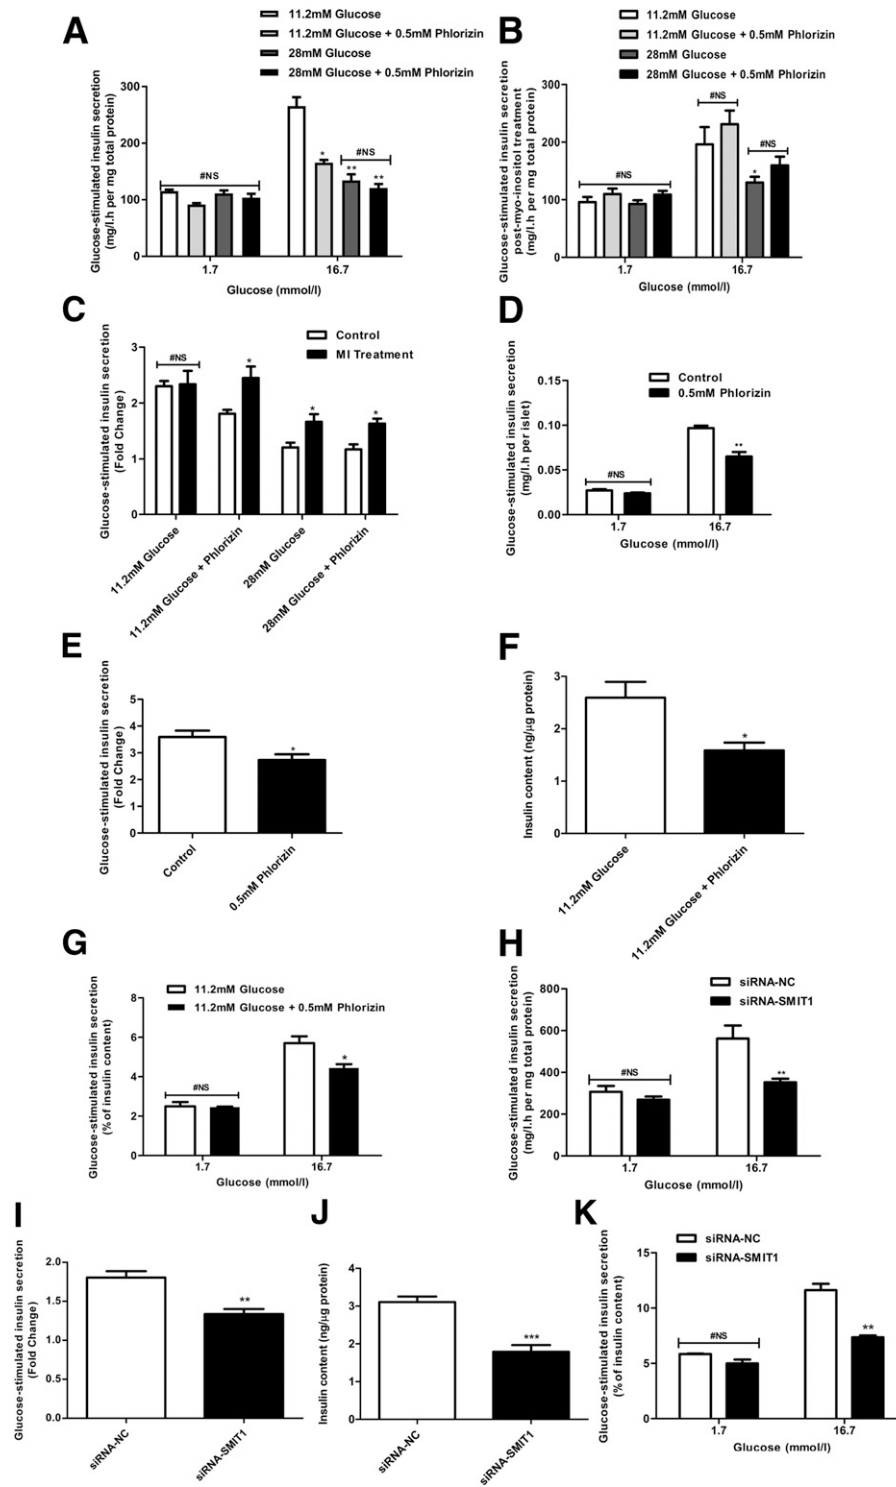 A
11.2mM Glucose
11.2mM Glucose + 0.5mM Phlorizin
28mM Glucose
28mM Glucose + 0.5mM Phlorizin
Glucose-stimulated insulin secretion
(mg/l.h per mg total protein)
300
200
100
0
#NS
*
#NS
**
**
1.7
16.7
Glucose (mmol/l)
B
11.2mM Glucose
11.2mM Glucose + 0.5mM Phlorizin
28mM Glucose
28mM Glucose + 0.5mM Phlorizin
Glucose-stimulated insulin secretion
post-myo-inositol treatment
(mg/l.h per mg total protein)
300
200
100
0
#NS
#NS
#NS
*
1.7
16.7
Glucose (mmol/l)
C
Control
MI Treatment
Glucose-stimulated insulin secretion
(Fold Change)
3
2
1
0
#NS
*
*
*
11.2mM Glucose
11.2mM Glucose + Phlorizin
28mM Glucose
28mM Glucose + Phlorizin
D
Control
0.5mM Phlorizin
Glucose-stimulated insulin secretion
(mg/l.h per islet)
0.15
0.10
0.05
0.00
#NS
**
1.7
16.7
Glucose (mmol/l)
E
Glucose-stimulated insulin secretion
(Fold Change)
5
4
3
2
1
0
*
Control
0.5mM Phlorizin
F
Insulin content (ng/µg protein)
3
2
1
0
*
11.2mM Glucose
11.2mM Glucose + Phlorizin
G
11.2mM Glucose
11.2mM Glucose + 0.5mM Phlorizin
Glucose-stimulated insulin secretion
(% of insulin content)
8
6
4
2
0
#NS
*
1.7
16.7
Glucose (mmol/l)
H
siRNA-NC
siRNA-SMIT1
Glucose-stimulated insulin secretion
(mg/l.h per mg total protein)
800
600
400
200
0
#NS
**
1.7
16.7
Glucose (mmol/l)
I
Glucose-stimulated insulin secretion
(Fold Change)
2.0
1.5
1.0
0.5
0.0
**
siRNA-NC
siRNA-SMIT1
J
Insulin content (ng/µg protein)
4
3
2
1
0
***
siRNA-NC
siRNA-SMIT1
K
siRNA-NC
siRNA-SMIT1
Glucose-stimulated insulin secretion
(% of insulin content)
15
10
5
0
#NS
**
1.7
16.7
Glucose (mmol/l)